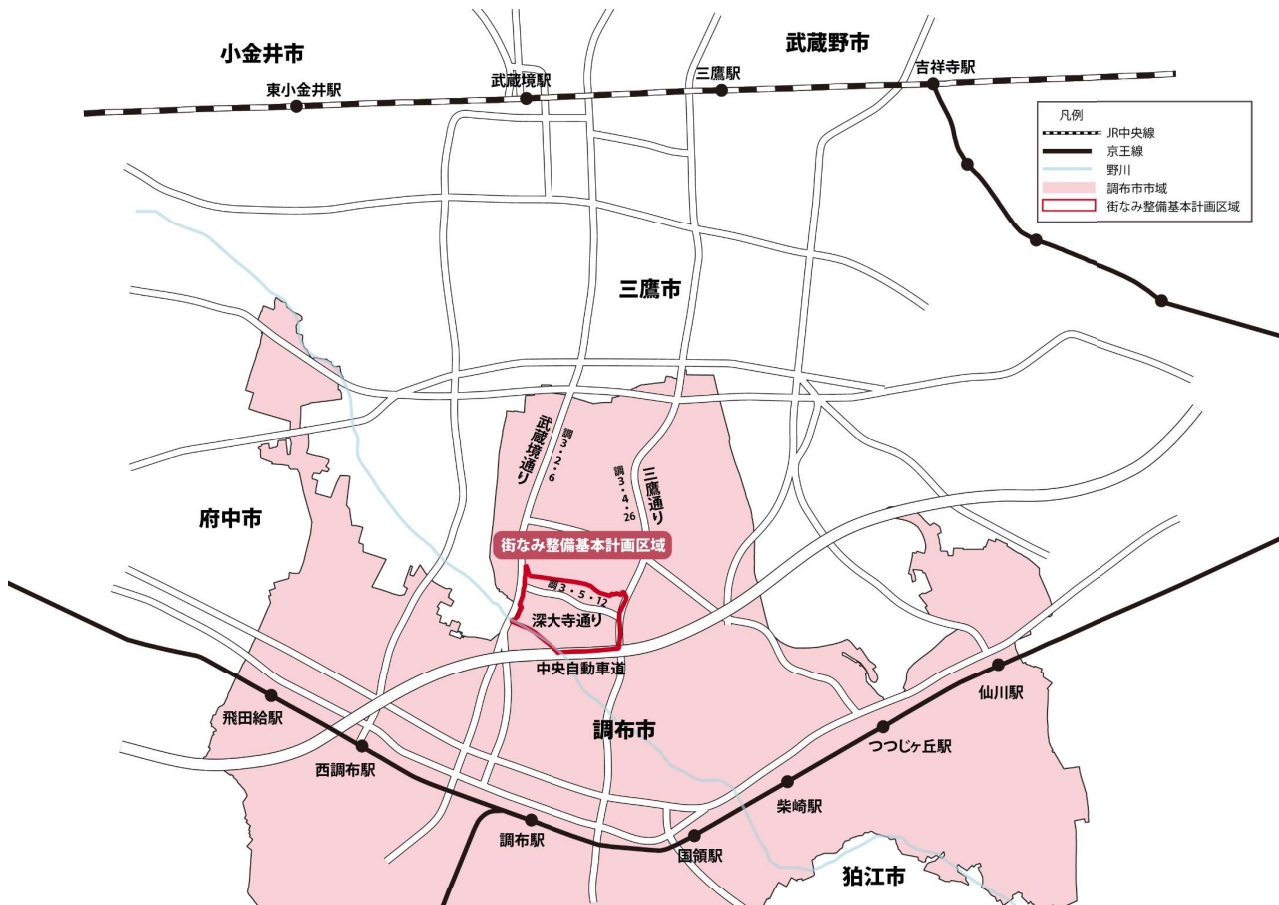 小金井市
武蔵野市
東小金井駅
武蔵境駅
三鷹駅
吉祥寺駅
凡例
JR中央線
京王線
野川
調布市市域
街なみ整備基本計画区域
三鷹市
武蔵境通り
調3・2・6
三鷹通り
調3・4・26
府中市
街なみ整備基本計画区域
調3・5・12
深大寺通り
中央自動車道
飛田給駅
西調布駅
調布市
仙川駅
つつじヶ丘駅
柴崎駅
調布駅
国領駅
狛江市